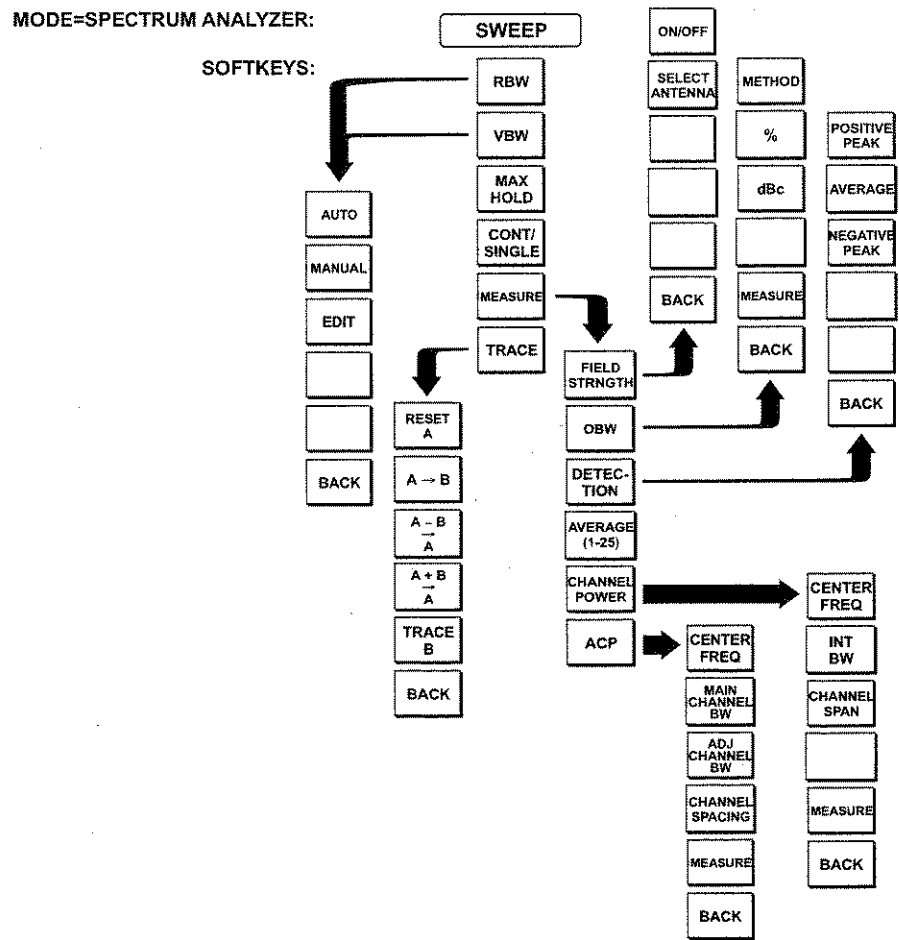 MODE=SPECTRUM ANALYZER:
SWEEP
SOFTKEYS:
RBW
VBW
MAX
HOLD
CONT/
SINGLE
MEASURE
TRACE
AUTO
MANUAL
EDIT
BACK
RESET
A
A → B
A – B
→
A
A + B
→
A
TRACE
B
BACK
FIELD
STRNGTH
OBW
DETEC-
TION
AVERAGE
(1-25)
CHANNEL
POWER
ACP
ON/OFF
SELECT
ANTENNA
BACK
METHOD
%
dBc
MEASURE
BACK
POSITIVE
PEAK
AVERAGE
NEGATIVE
PEAK
BACK
CENTER
FREQ
MAIN
CHANNEL
BW
ADJ
CHANNEL
BW
CHANNEL
SPACING
MEASURE
BACK
CENTER
FREQ
INT
BW
CHANNEL
SPAN
MEASURE
BACK